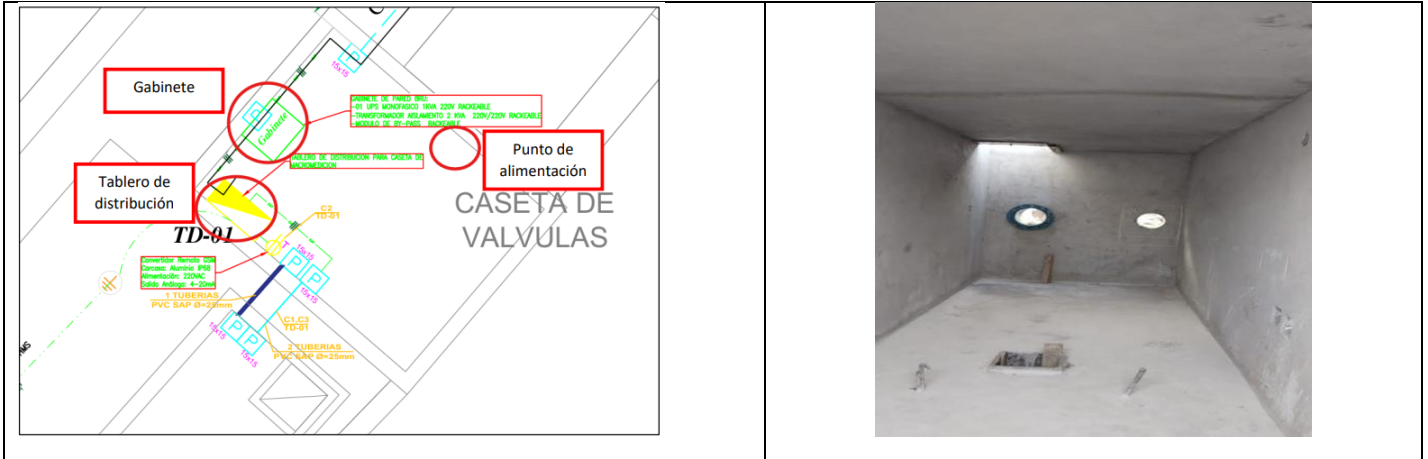 Gabinete
15x15
P
GABINETE DE PARED 8RU:
-01 UPS MONOFASICO 1KVA 220V RACKEABLE
-TRANSFORMADOR AISLAMIENTO 2 KVA 220V/220V RACKEABLE
-MODULO DE BY-PASS RACKEABLE
Gabinete
TABLERO DE DISTRIBUCION PARA CASETA DE
MACROMEDICION
Punto de
alimentación
Tablero de
distribución
CASETA DE
VALVULAS
C2
TD-01
TD-01
T
15x15
P P
15x15
Convertidor Remoto GSM
Carcasa: Aluminio IP68
Alimentación: 220VAC
Salida Análoga: 4-20mA
1 TUBERIAS
PVC SAP Ø=25mm
C1,C3
TD-01
15x15
P P
15x15
2 TUBERIAS
PVC SAP Ø=25mm